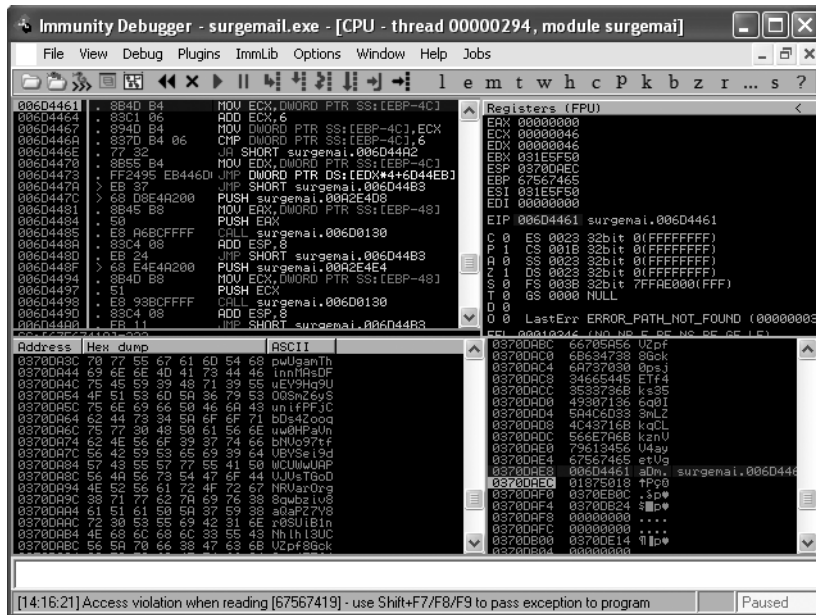 Immunity Debugger - surgemail.exe - [CPU - thread 00000294, module surgemai]
File View Debug Plugins ImmLib Options Window Help Jobs
l e m t w h c P k b z r ... s ?
006D4461 . 8B4D B4 MOV ECX,DWORD PTR SS:[EBP-4C]
006D4464 . 83C1 06 ADD ECX,6
006D4467 . 894D B4 MOV DWORD PTR SS:[EBP-4C],ECX
006D446A . 837D B4 06 CMP DWORD PTR SS:[EBP-4C],6
006D446E . 77 32 JA SHORT surgemai.006D44A2
006D4470 . 8B55 B4 MOV EDX,DWORD PTR SS:[EBP-4C]
006D4473 . FF2495 EB446D JMP DWORD PTR DS:[EDX*4+6D44EB]
006D447A > EB 37 JMP SHORT surgemai.006D44B3
006D447C > 68 D8E4A200 PUSH surgemai.00A2E4D8
006D4481 . 8B45 B8 MOV EAX,DWORD PTR SS:[EBP-48]
006D4484 . 50 PUSH EAX
006D4485 . E8 A6BCFFFF CALL surgemai.006D0130
006D448A . 83C4 08 ADD ESP,8
006D448D . EB 24 JMP SHORT surgemai.006D44B3
006D448F > 68 E4E4A200 PUSH surgemai.00A2E4E4
006D4494 . 8B4D B8 MOV ECX,DWORD PTR SS:[EBP-48]
006D4497 . 51 PUSH ECX
006D4498 . E8 93BCFFFF CALL surgemai.006D0130
006D449D . 83C4 08 ADD ESP,8
006D44A0 . EB 11 JMP SHORT surgemai.006D44B3
Registers (FPU) <
EAX 00000000
ECX 00000046
EDX 00000046
EBX 031E5F50
ESP 0370DAEC
EBP 67567465
ESI 031E5F50
EDI 00000000
EIP 006D4461 surgemai.006D4461
C 0 ES 0023 32bit 0(FFFFFFFF)
P 1 CS 001B 32bit 0(FFFFFFFF)
A 0 SS 0023 32bit 0(FFFFFFFF)
Z 1 DS 0023 32bit 0(FFFFFFFF)
S 0 FS 003B 32bit 7FFAE000(FFF)
T 0 GS 0000 NULL
D 0
O 0 LastErr ERROR_PATH_NOT_FOUND (00000003
EFL 00010246 (NO,NB,E,BE,NS,PE,GE,LE)
Address Hex dump ASCII
0370DA3C 70 77 55 67 61 6D 54 68 pwUgamTh
0370DA44 69 6E 6E 4D 41 73 44 46 innMAsDF
0370DA4C 75 45 59 39 48 71 39 55 uEY9Hq9U
0370DA54 4F 51 53 6D 5A 36 79 53 OQSmZ6yS
0370DA5C 75 6E 69 66 50 46 6A 43 unifPFjC
0370DA64 62 44 73 34 5A 6F 6F 71 bDs4Zooq
0370DA6C 75 77 30 48 50 61 56 6E uw0HPaVn
0370DA74 62 4E 56 6F 39 37 74 66 bNVo97tf
0370DA7C 56 42 59 53 65 69 39 64 VBYSei9d
0370DA84 57 43 55 57 77 55 41 50 WCUWwUAP
0370DA8C 56 4A 56 73 54 47 6F 44 VJVsTGoD
0370DA94 4E 52 56 61 72 4F 72 67 NRVarOrg
0370DA9C 38 71 77 62 7A 69 76 38 8qwbziv8
0370DAA4 61 51 61 50 5A 37 59 38 aQaPZ7Y8
0370DAAC 72 30 53 55 69 42 31 6E r0SUiB1n
0370DAB4 4E 68 6C 68 6C 33 55 43 Nhlhl3UC
0370DABC 56 5A 70 66 38 47 63 6B VZpf8Gck
0370DABC 66705A56 VZpf
0370DAC0 6B634738 8Gck
0370DAC4 6A737030 0psj
0370DAC8 34665445 ETf4
0370DACC 3533736B ks35
0370DAD0 49307136 6q0I
0370DAD4 5A4C6D33 3mLZ
0370DAD8 4C43716B kqCL
0370DADC 566E7A6B kznV
0370DAE0 79613456 V4ay
0370DAE4 67567465 etVg
0370DAE8 006D4461 aDm. surgemai.006D446
0370DAEC 01875018
0370DAF0 0370EB0C
0370DAF4 0370DB24
0370DAF8 00000000 ....
0370DAFC 00000000 ....
0370DB00 0370DE14
0370DB04 00000000
[14:16:21] Access violation when reading [67567419] - use Shift+F7/F8/F9 to pass exception to program Paused